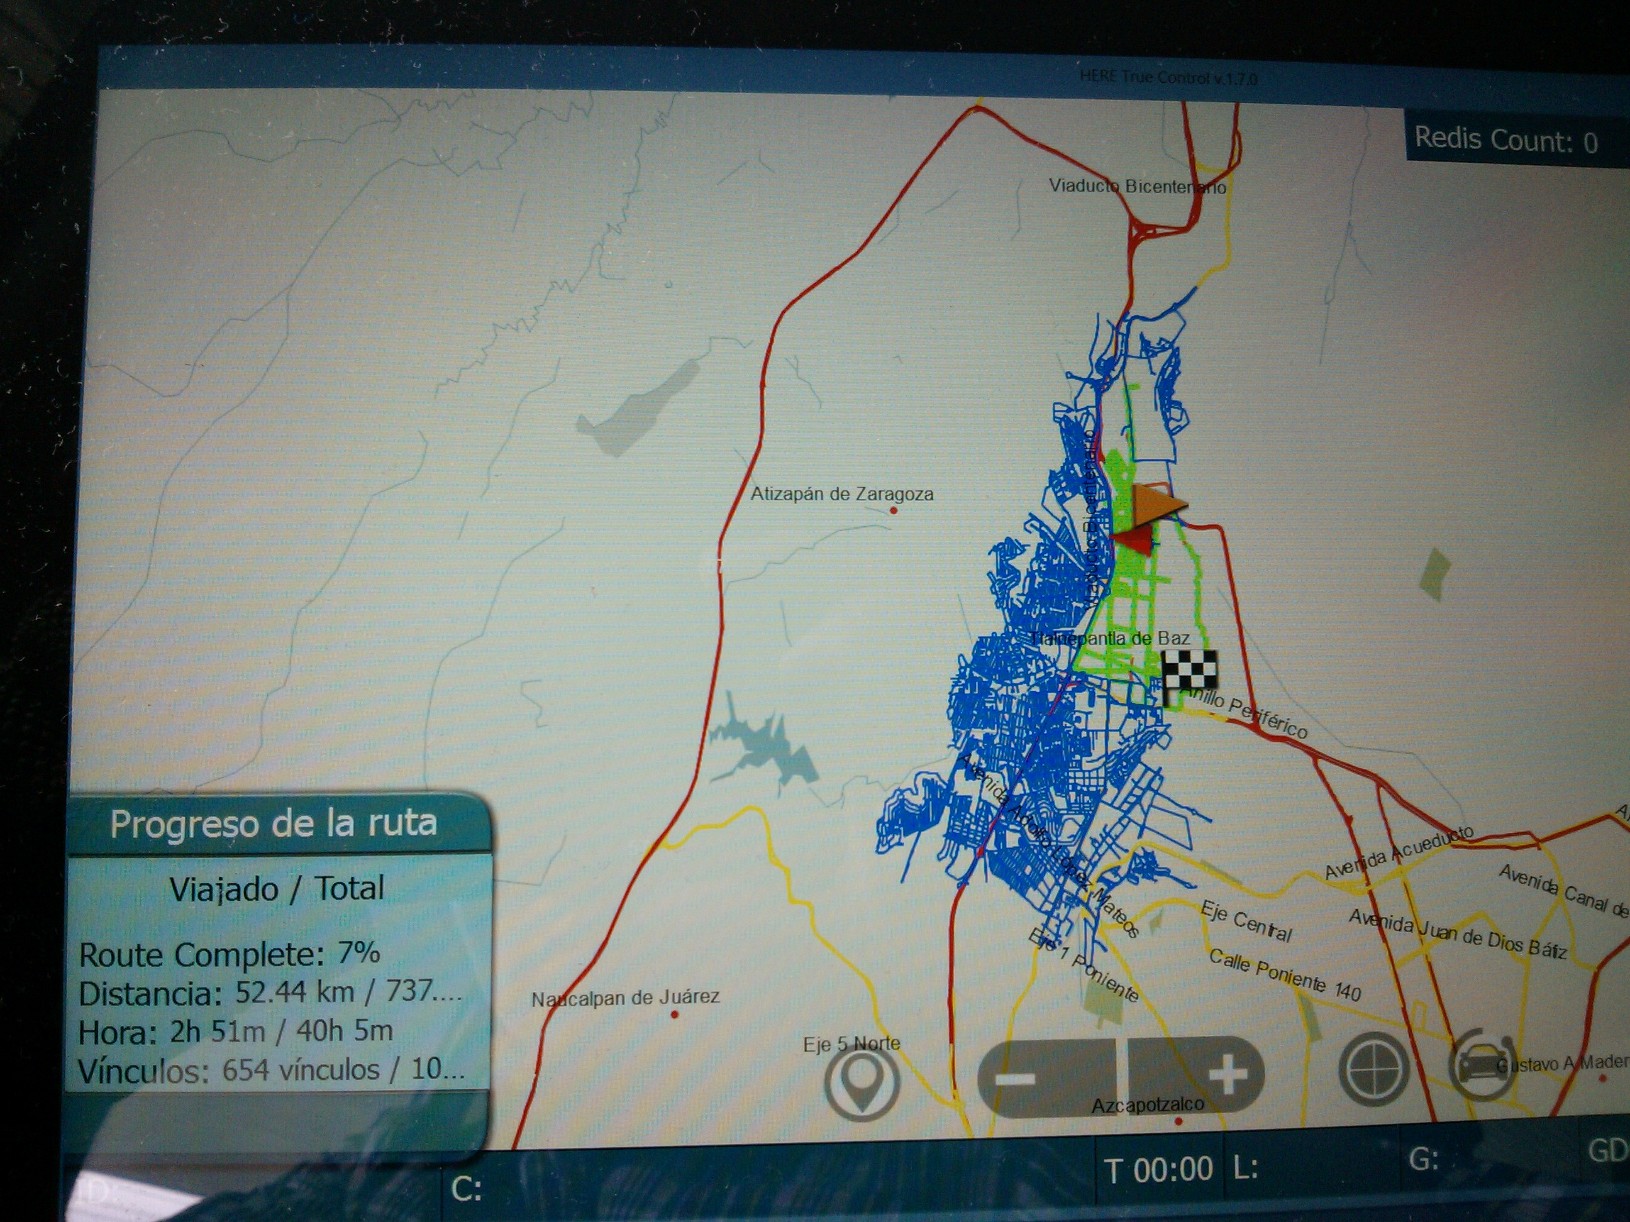 HERE True Control v.1.7.0
Redis Count: 0
Viaducto Bicentenario
Viaducto Bicentenario
Atizapán de Zaragoza
Tlalnepantla de Baz
Anillo Periférico
Avenida Adolfo López Mateos
Avenida Acueducto
Avenida Canal de
Eje Central
Avenida Juan de Dios Bátiz
Eje 1 Poniente
Calle Poniente 140
Naucalpan de Juárez
Eje 5 Norte
Gustavo A Mader
Azcapotzalco
Progreso de la ruta
Viajado / Total
Route Complete: 7%
Distancia: 52.44 km / 737....
Hora: 2h 51m / 40h 5m
Vínculos: 654 vínculos / 10...
D:
C:
T 00:00
L:
G:
GD